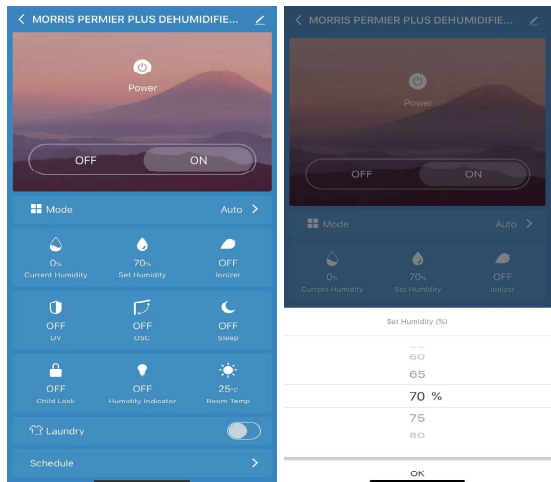 MORRIS PERMIER PLUS DEHUMIDIFIE...
Power
OFF ON
Mode Auto
0% 70% OFF
Current Humidity Set Humidity Ionizer
OFF OFF OFF
UV OSC Sleep
OFF OFF 25°C
Child Lock Humidity Indicator Room Temp
Laundry
Schedule
MORRIS PERMIER PLUS DEHUMIDIFIE...
Power
OFF ON
Mode Auto
0% 70% OFF
Current Humidity Set Humidity Ionizer
Set Humidity (%)
60
65
70 %
75
80
OK